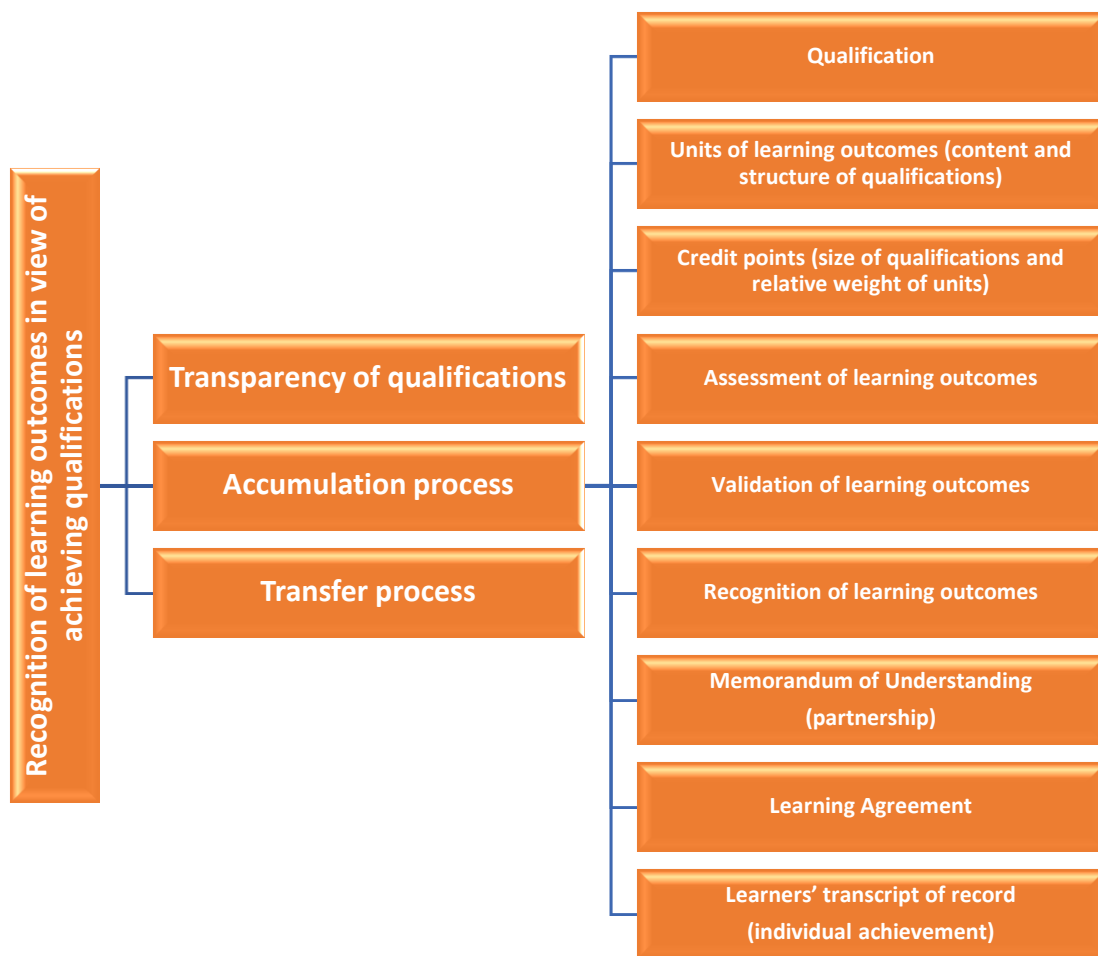 Recognition of learning outcomes in view of
achieving qualifications
Transparency of qualifications
Accumulation process
Transfer process
Qualification
Units of learning outcomes (content and
structure of qualifications)
Credit points (size of qualifications and
relative weight of units)
Assessment of learning outcomes
Validation of learning outcomes
Recognition of learning outcomes
Memorandum of Understanding
(partnership)
Learning Agreement
Learners’ transcript of record
(individual achievement)